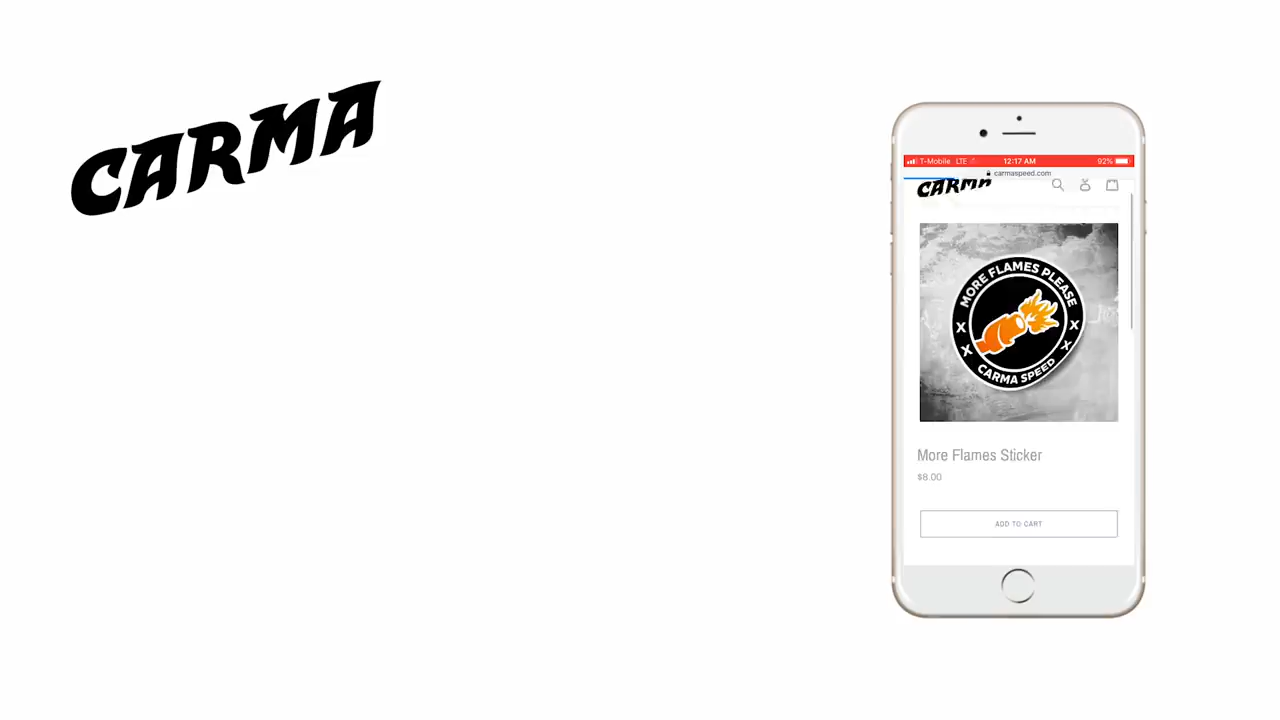 CARMA
T-Mobile LTE 12:17 AM 92%
carmaspeed.com
CARMA
MORE FLAMES PLEASE
X X
X X
CARMA SPEED
More Flames Sticker
$8.00
ADD TO CART